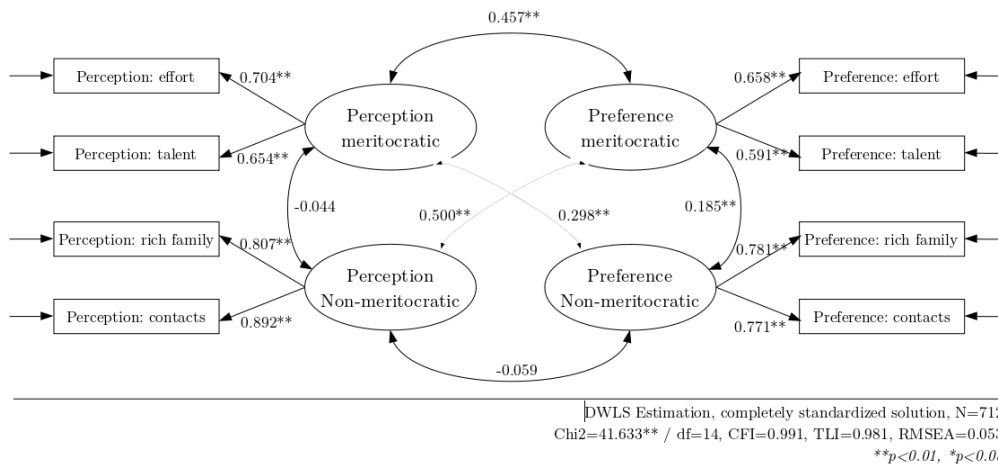 0.457**
Perception: effort
0.704**
Perception
meritocratic
Preference
meritocratic
0.658**
Preference: effort
Perception: talent
0.654**
0.591**
Preference: talent
-0.044
0.500**
0.298**
0.185**
Perception: rich family
0.807**
Perception
Non-meritocratic
Preference
Non-meritocratic
0.781**
Preference: rich family
Perception: contacts
0.892**
0.771**
Preference: contacts
-0.059
DWLS Estimation, completely standardized solution, N=712
Chi2=41.633** / df=14, CFI=0.991, TLI=0.981, RMSEA=0.053
**p<0.01, *p<0.05